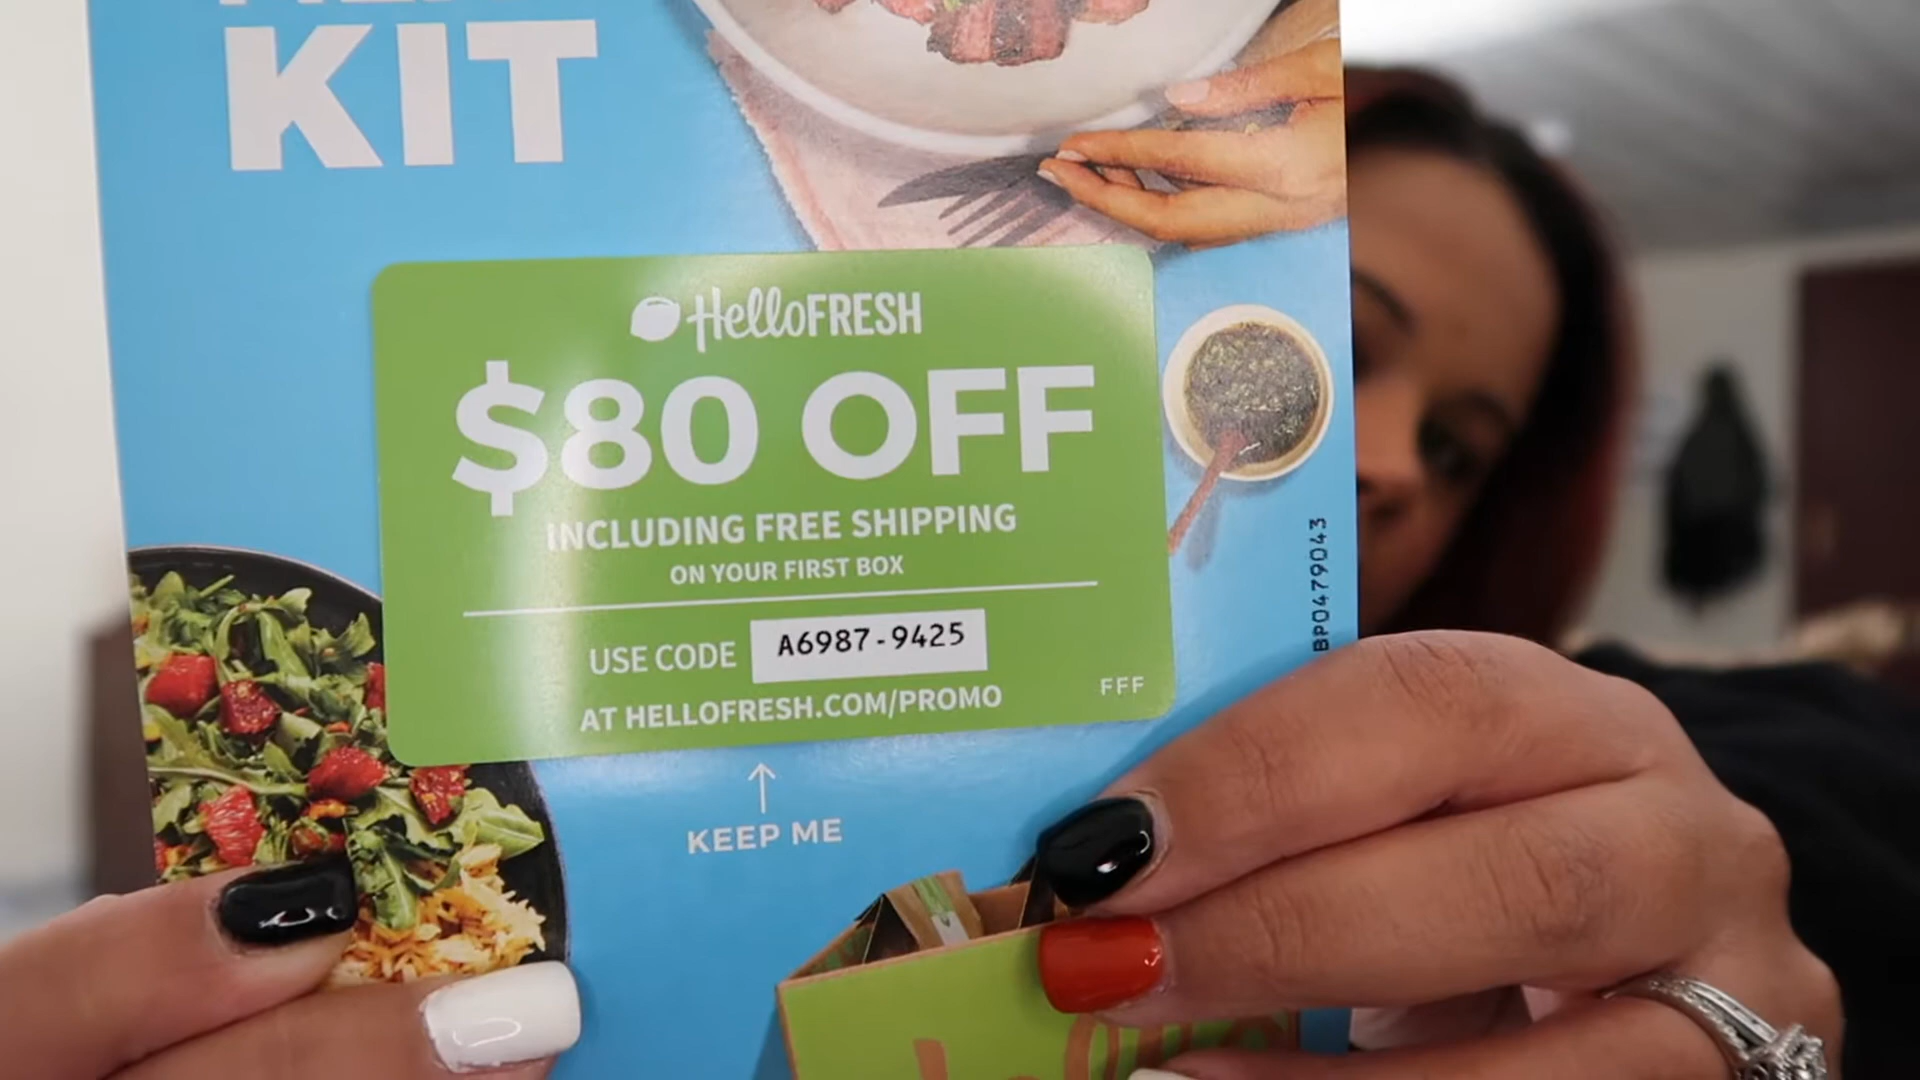 KIT
HelloFRESH
$80 OFF
INCLUDING FREE SHIPPING
ON YOUR FIRST BOX
USE CODE A6987-9425
AT HELLOFRESH.COM/PROMO
FFF
KEEP ME
BP0479043